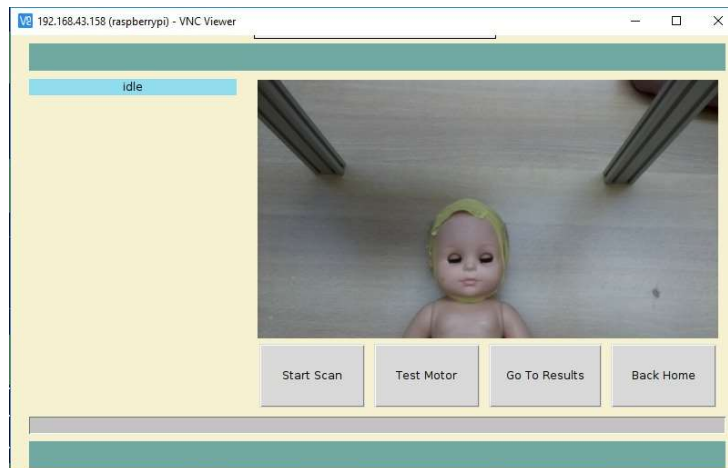 192.168.43.158 (raspberrypi) - VNC Viewer
idle
Start Scan
Test Motor
Go To Results
Back Home